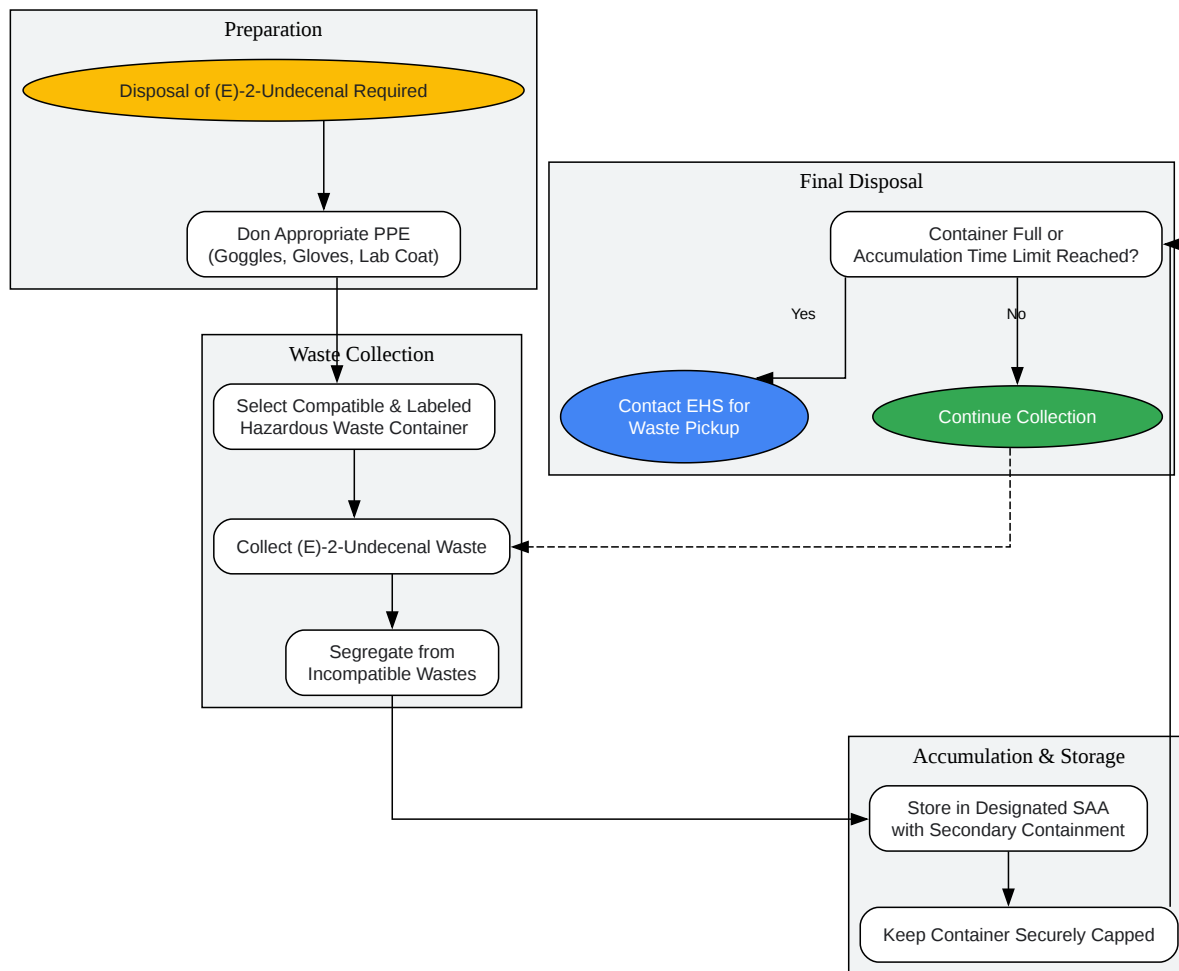 Preparation
Disposal of (E)-2-Undecenal Required
Don Appropriate PPE
(Goggles, Gloves, Lab Coat)
Waste Collection
Select Compatible & Labeled
Hazardous Waste Container
Collect (E)-2-Undecenal Waste
Segregate from
Incompatible Wastes
Accumulation & Storage
Store in Designated SAA
with Secondary Containment
Keep Container Securely Capped
Final Disposal
Container Full or
Accumulation Time Limit Reached?
Yes
No
Contact EHS for
Waste Pickup
Continue Collection